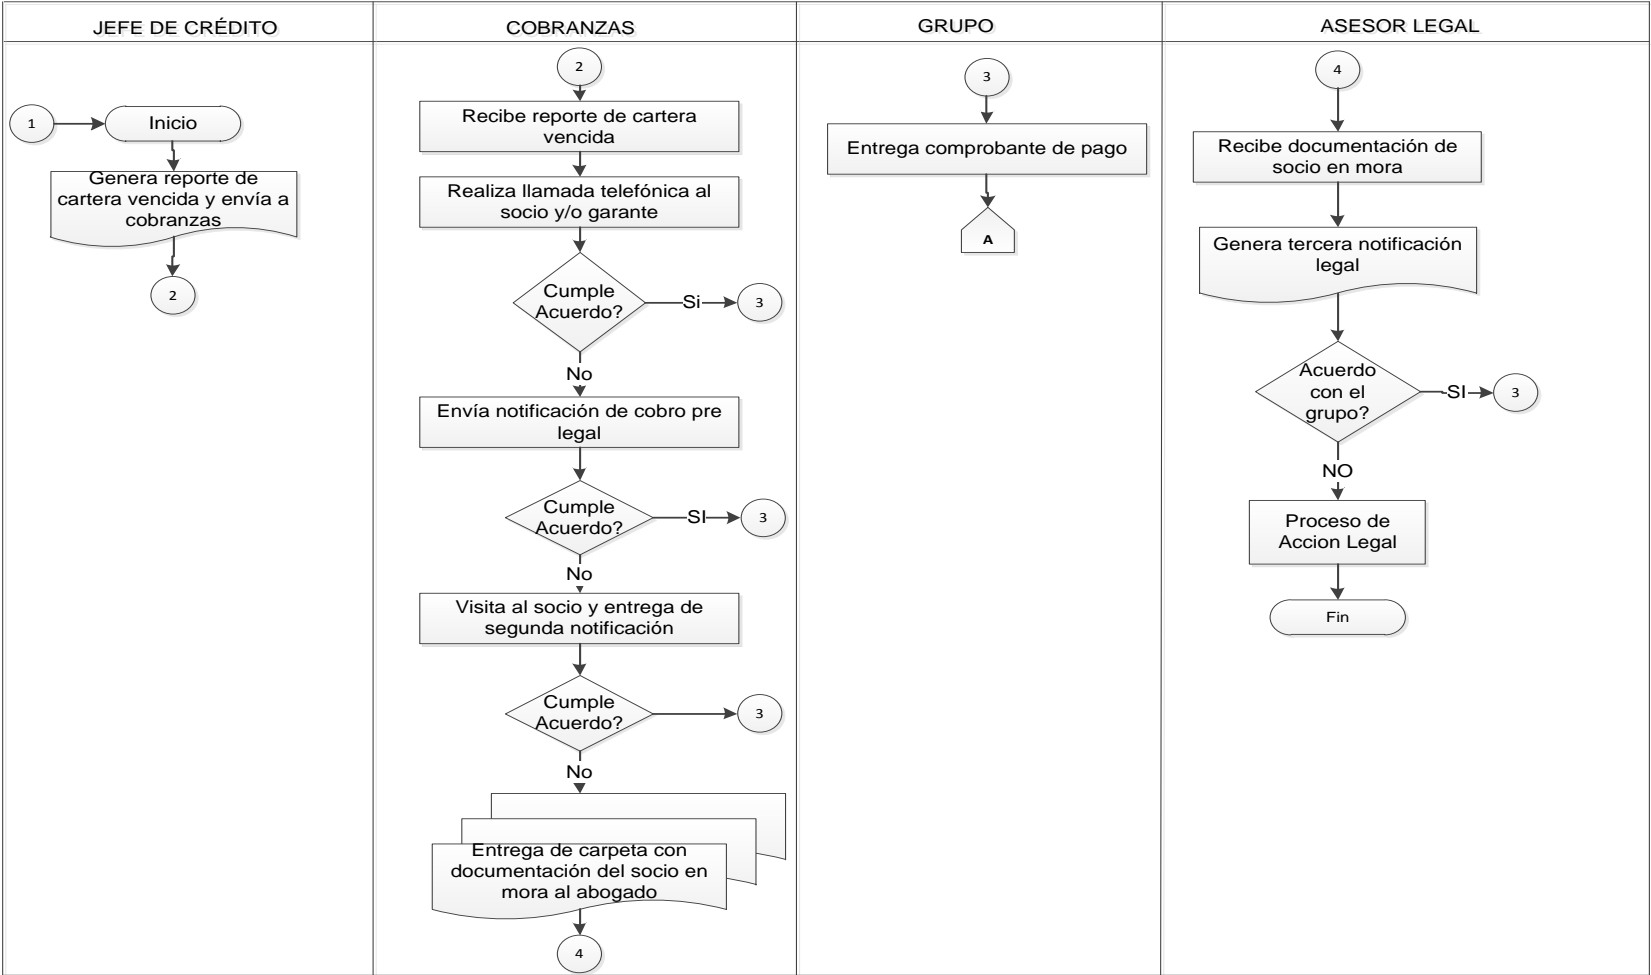 JEFE DE CRÉDITO
1
Inicio
Genera reporte de
cartera vencida y envía a
cobranzas
2
COBRANZAS
2
Recibe reporte de cartera
vencida
Realiza llamada telefónica al
socio y/o garante
Cumple
Acuerdo?
Si
3
No
Envía notificación de cobro pre
legal
Cumple
Acuerdo?
SI
3
No
Visita al socio y entrega de
segunda notificación
Cumple
Acuerdo?
3
No
Entrega de carpeta con
documentación del socio en
mora al abogado
4
GRUPO
3
Entrega comprobante de pago
A
ASESOR LEGAL
4
Recibe documentación de
socio en mora
Genera tercera notificación
legal
Acuerdo
con el
grupo?
SI
3
NO
Proceso de
Accion Legal
Fin